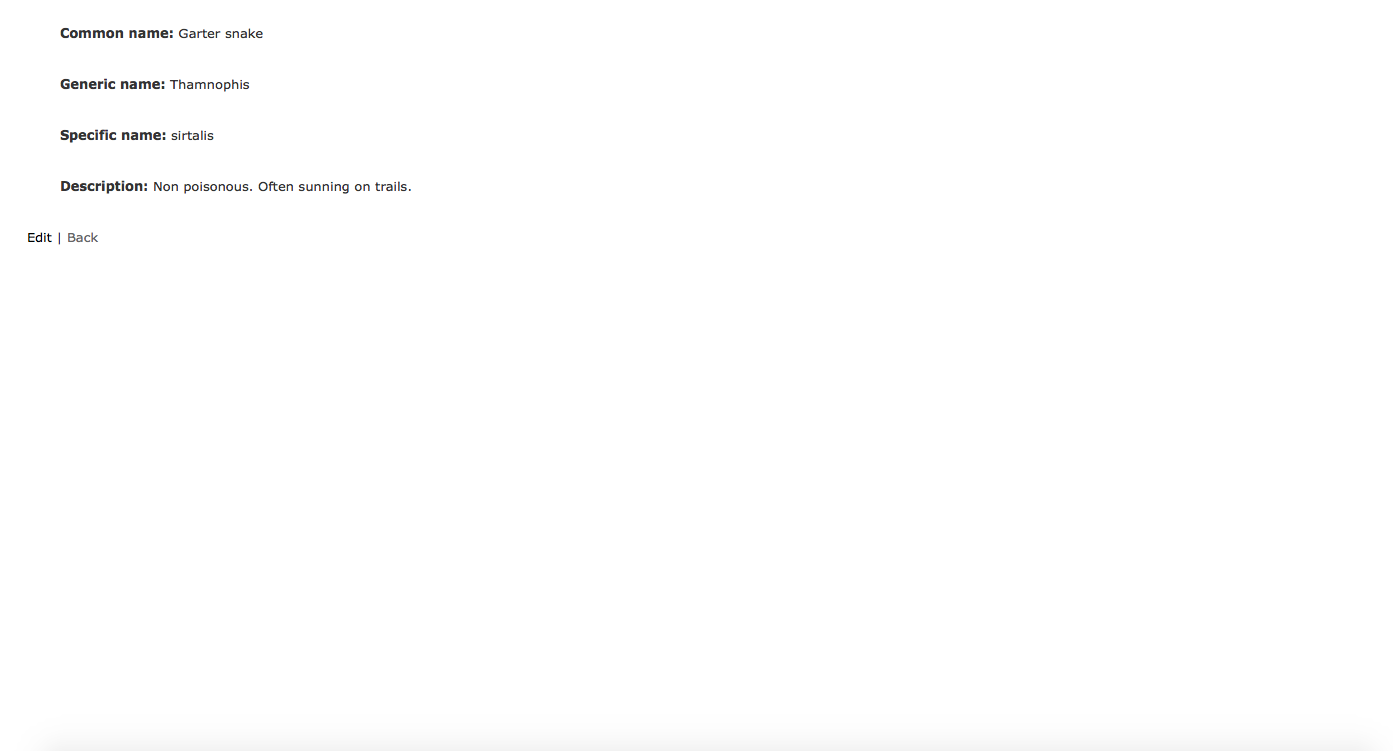 Common name: Garter snake
Generic name: Thamnophis
Specific name: sirtalis
Description: Non poisonous. Often sunning on trails.
Edit | Back